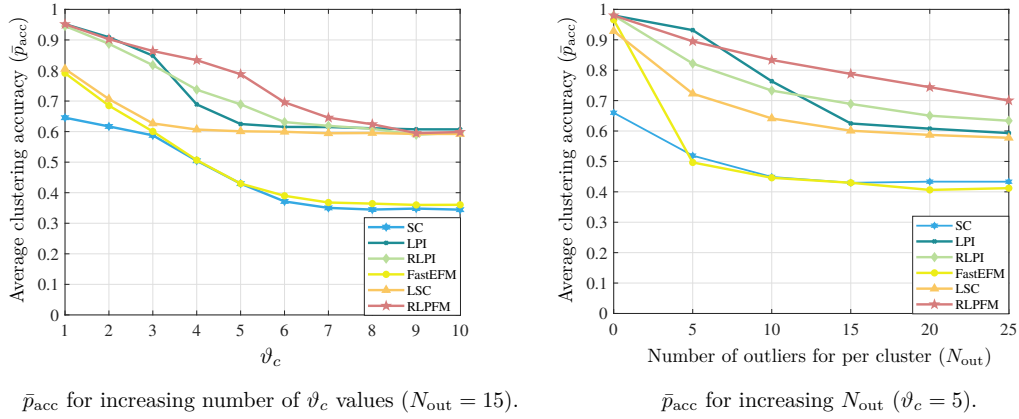 Average clustering accuracy (p̄acc)
1
0.9
0.8
0.7
0.6
0.5
0.4
0.3
0.2
0.1
0
SC
LPI
RLPI
FastEFM
LSC
RLPFM
1 2 3 4 5 6 7 8 9 10
ϑc
p̄acc for increasing number of ϑc values (Nout = 15).
Average clustering accuracy (p̄acc)
1
0.9
0.8
0.7
0.6
0.5
0.4
0.3
0.2
0.1
0
SC
LPI
RLPI
FastEFM
LSC
RLPFM
0 5 10 15 20 25
Number of outliers for per cluster (Nout)
p̄acc for increasing Nout (ϑc = 5).